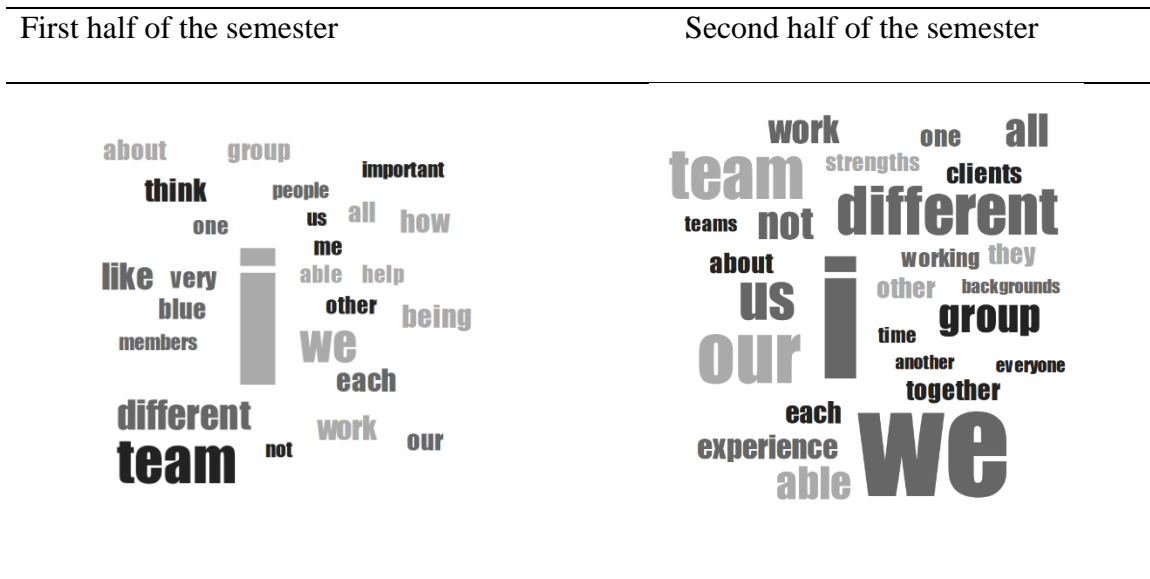 First half of the semester
Second half of the semester
about group
important
think people
us all how
one
me
i
like very able help
blue other being
members we
each
different
work our
team not
work one all
team strengths clients
different
teams not
working they
about
i
other backgrounds
us group
time
our another everyone
together
each we
experience
able